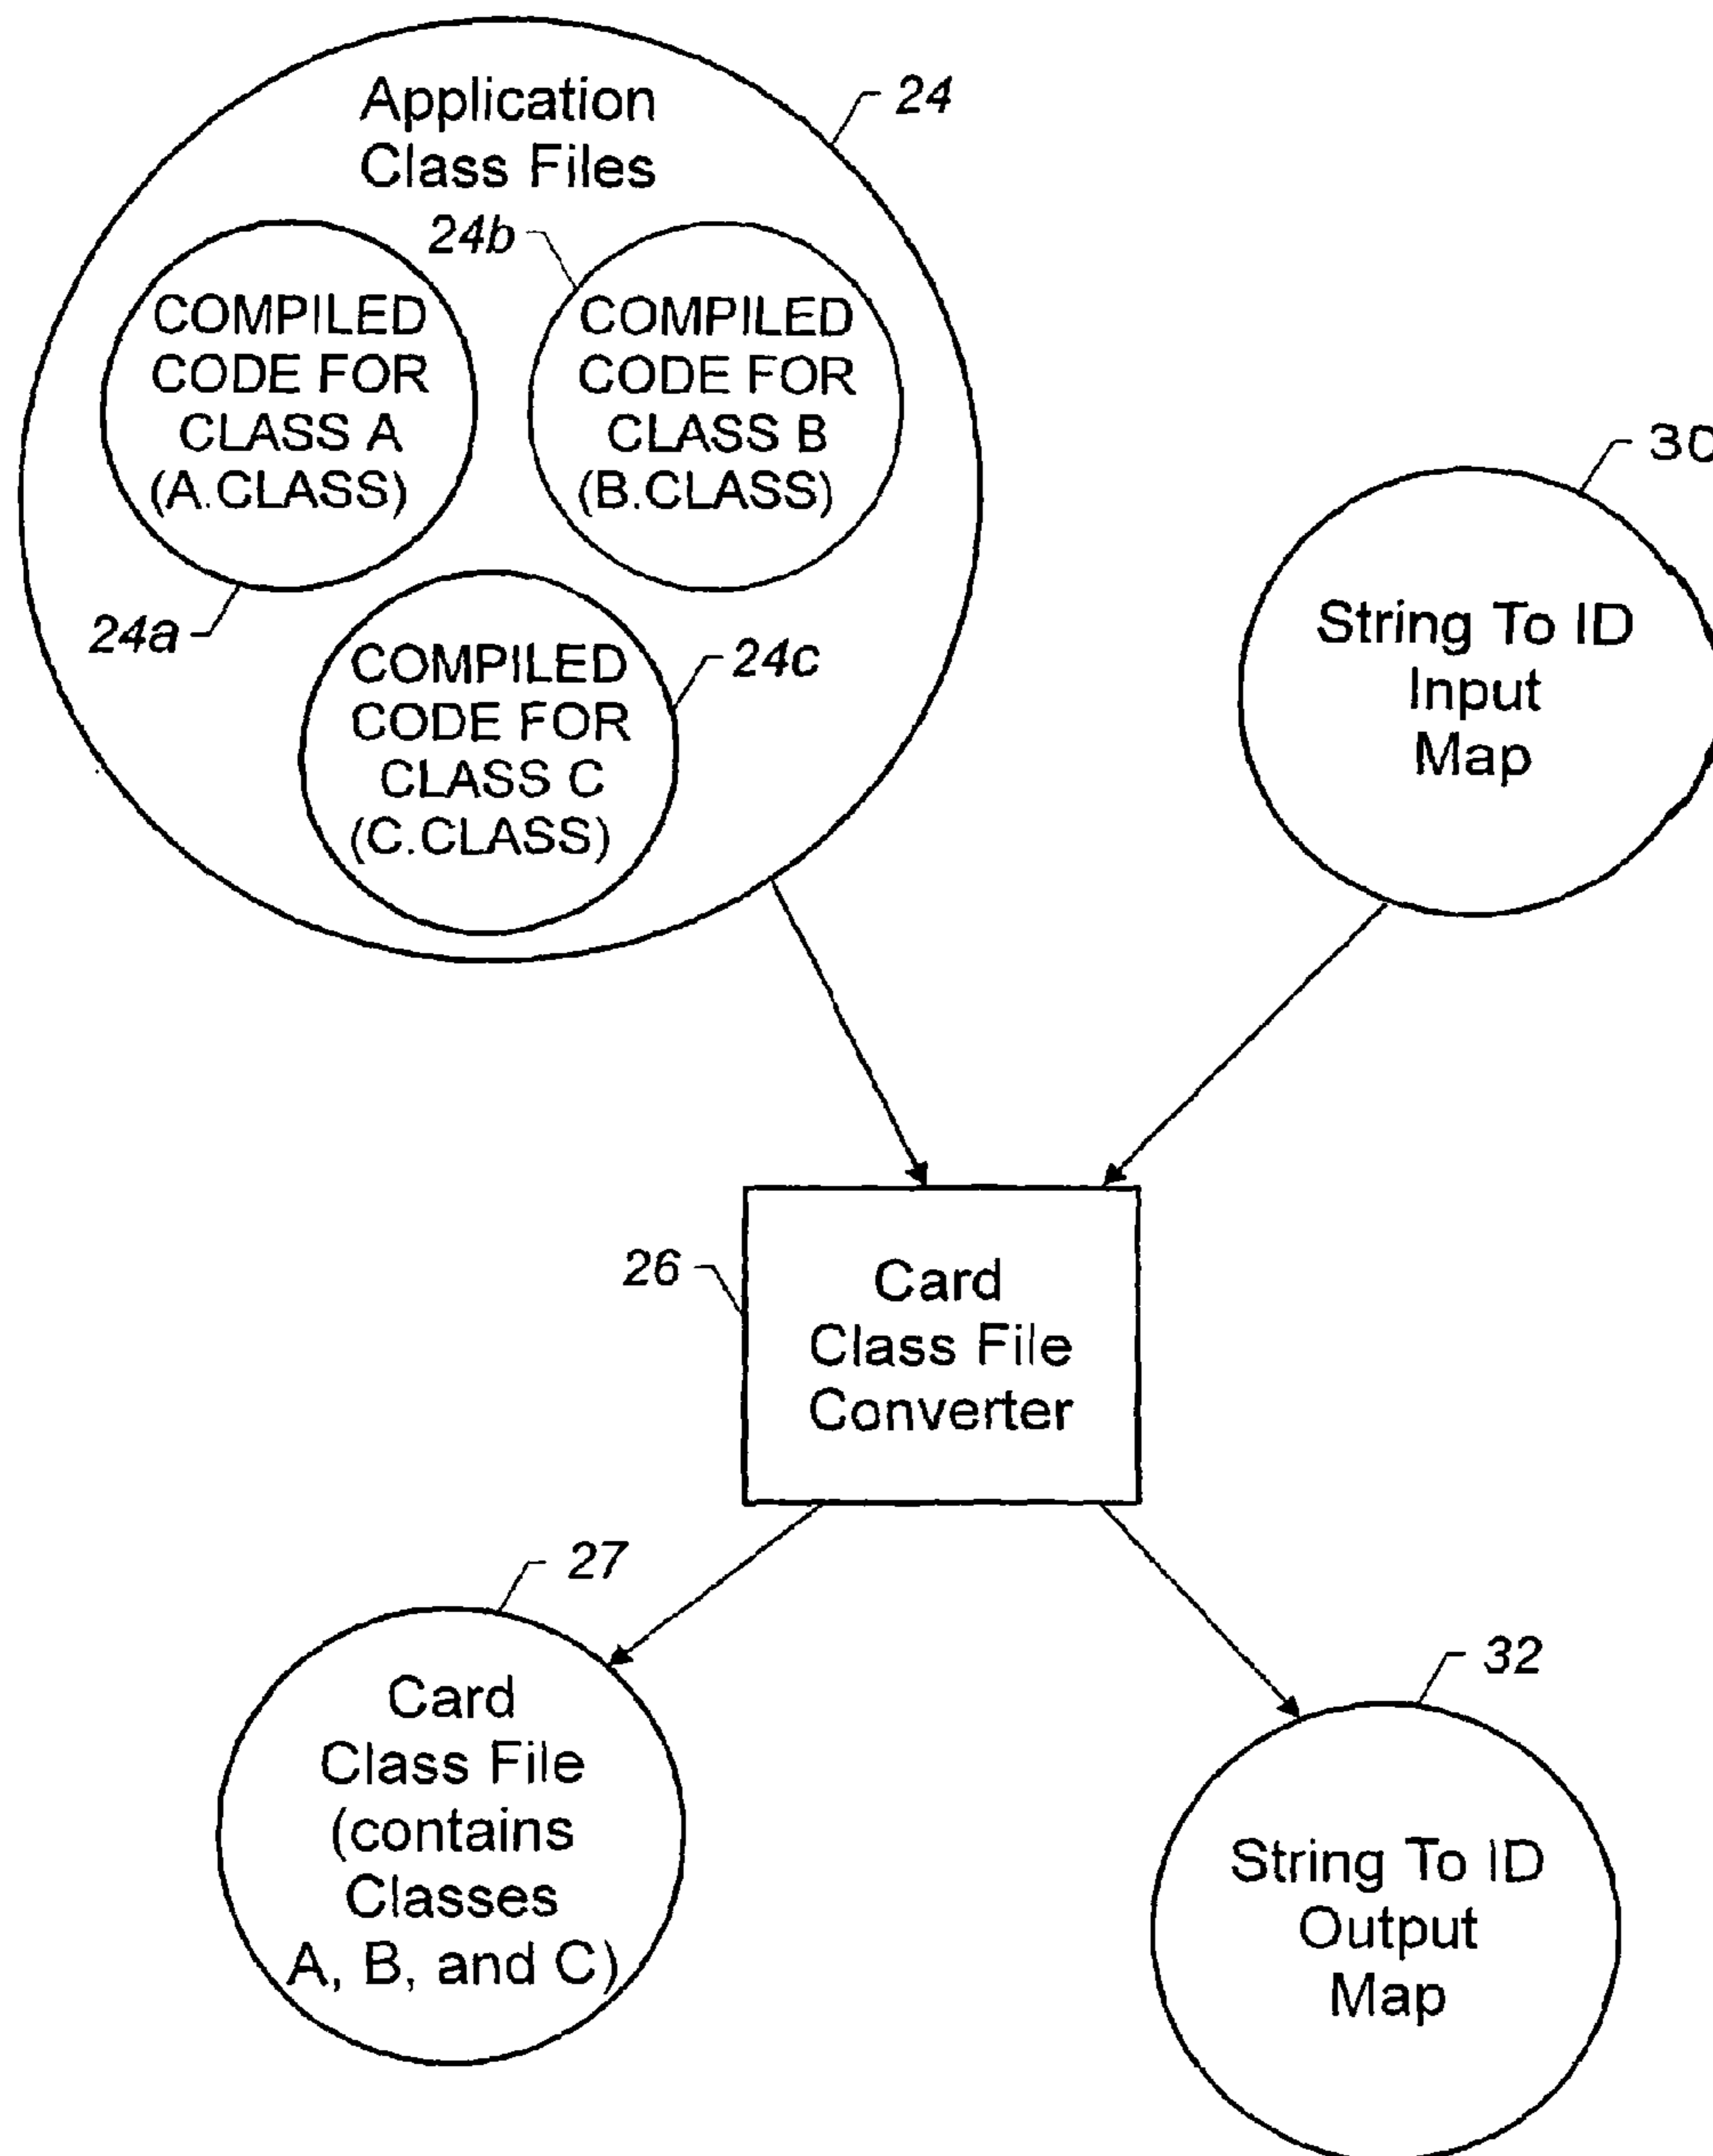 Application
Class Files
24
24b
COMPILED
CODE FOR
CLASS A
(A.CLASS)
COMPILED
CODE FOR
CLASS B
(B.CLASS)
24a
COMPILED
CODE FOR
CLASS C
(C.CLASS)
24c
30
String To ID
Input
Map
26
Card
Class File
Converter
27
Card
Class File
(contains
Classes
A, B, and C)
32
String To ID
Output
Map